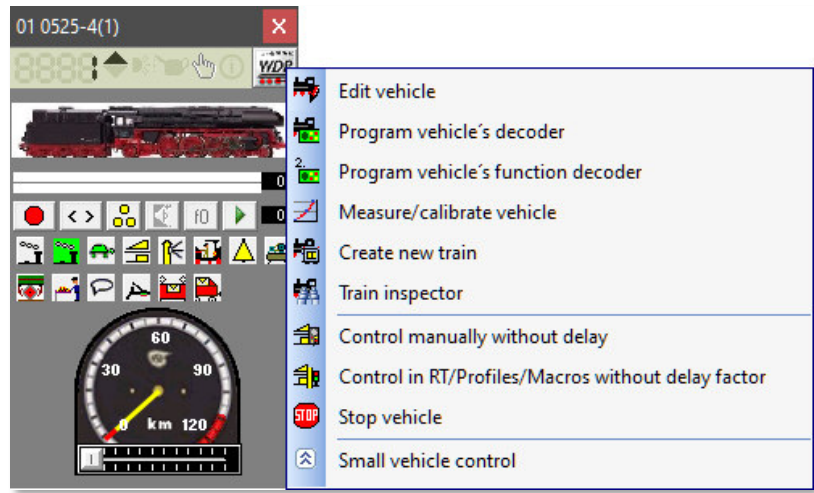 01 0525-4(1)
WDP
Edit vehicle
Program vehicle´s decoder
2.
Program vehicle´s function decoder
Measure/calibrate vehicle
Create new train
Train inspector
Control manually without delay
Control in RT/Profiles/Macros without delay factor
STOP Stop vehicle
Small vehicle control
0
< > f0 0
60
30 90
0 km 120